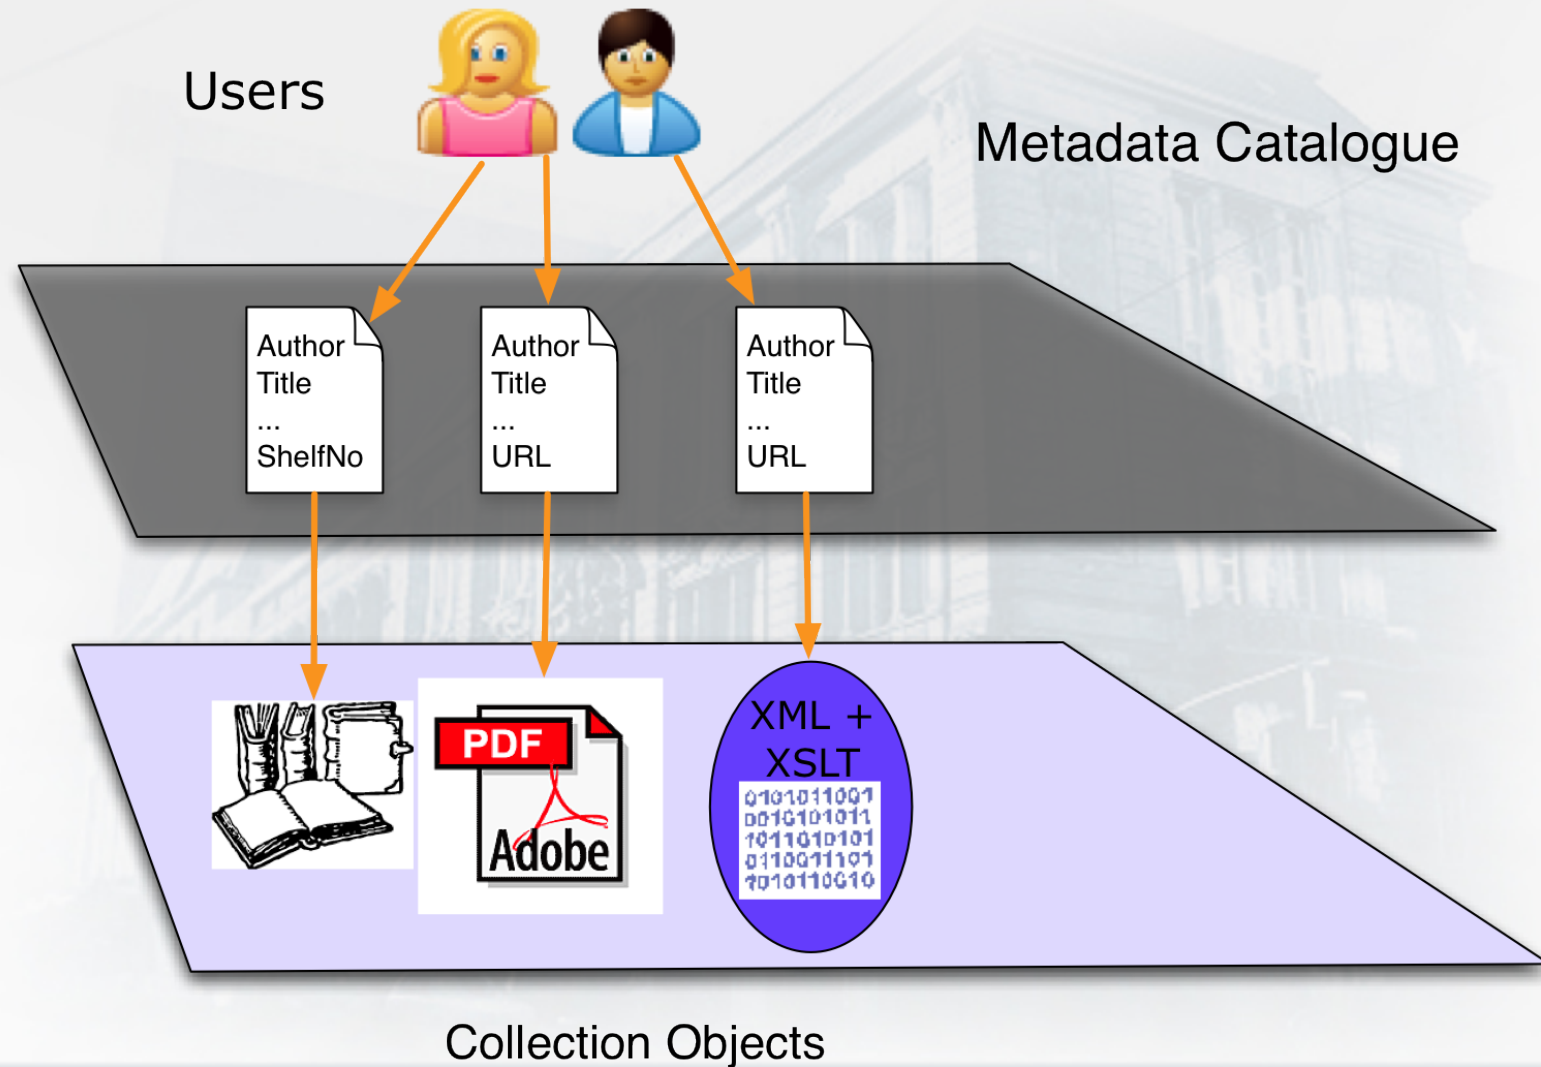 Users
Metadata Catalogue
Author
Title
...
ShelfNo
Author
Title
...
URL
Author
Title
...
URL
PDF
Adobe
XML +
XSLT
0101011001
0010101011
1011010101
0110011101
1010110010
Collection Objects